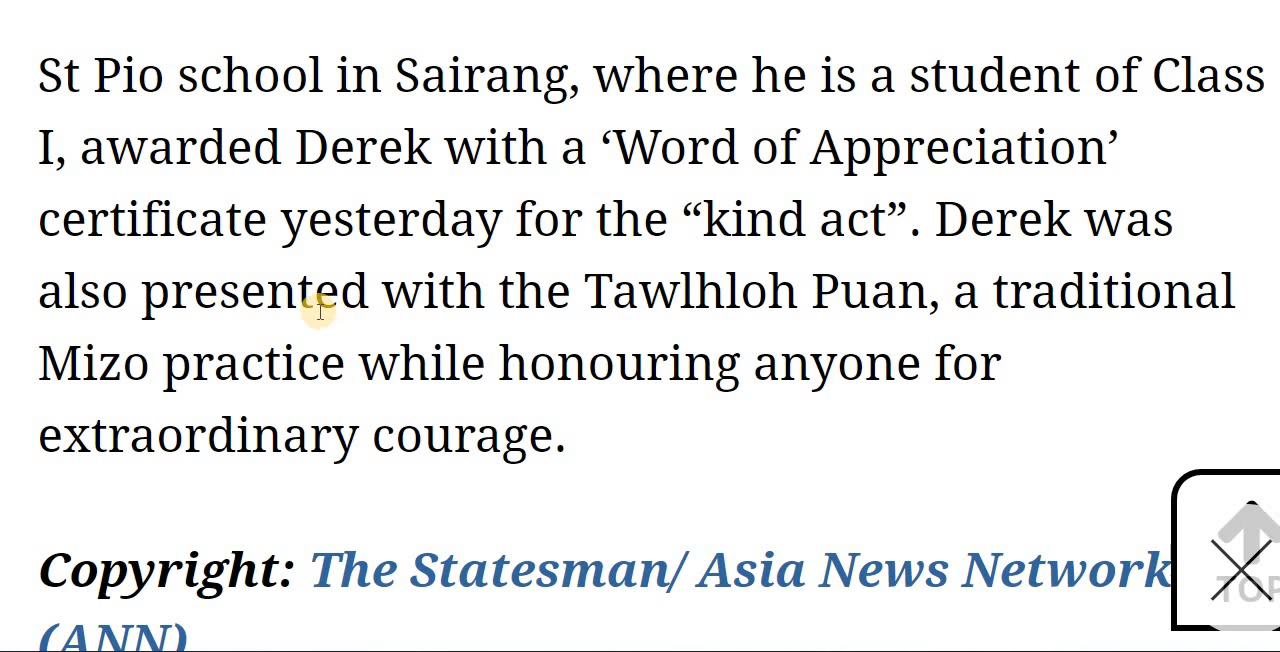 St Pio school in Sairang, where he is a student of Class
I, awarded Derek with a ‘Word of Appreciation’
certificate yesterday for the “kind act”. Derek was
also presented with the Tawlhloh Puan, a traditional
Mizo practice while honouring anyone for
extraordinary courage.
Copyright: The Statesman/ Asia News Network
(ANN)
TOP